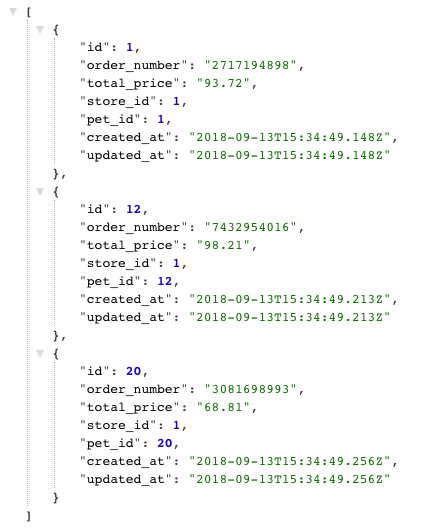 [
{
"id": 1,
"order_number": "2717194898",
"total_price": "93.72",
"store_id": 1,
"pet_id": 1,
"created_at": "2018-09-13T15:34:49.148Z",
"updated_at": "2018-09-13T15:34:49.148Z"
},
{
"id": 12,
"order_number": "7432954016",
"total_price": "98.21",
"store_id": 1,
"pet_id": 12,
"created_at": "2018-09-13T15:34:49.213Z",
"updated_at": "2018-09-13T15:34:49.213Z"
},
{
"id": 20,
"order_number": "3081698993",
"total_price": "68.81",
"store_id": 1,
"pet_id": 20,
"created_at": "2018-09-13T15:34:49.256Z",
"updated_at": "2018-09-13T15:34:49.256Z"
}
]